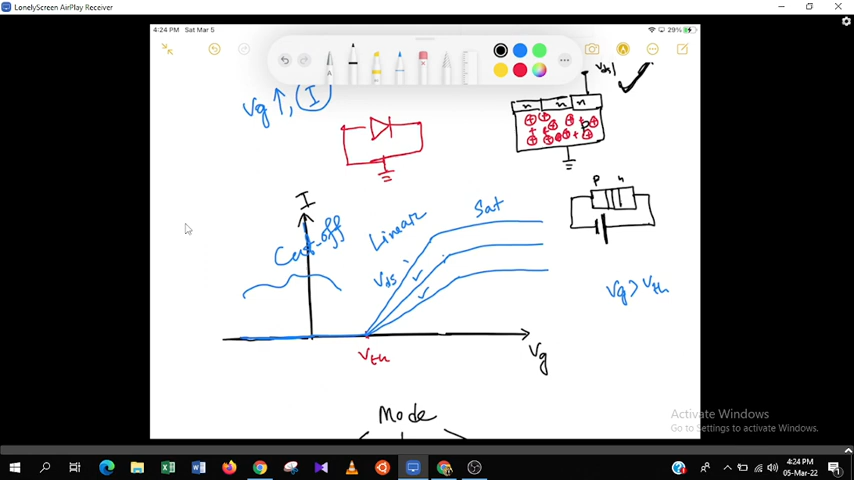 LonelyScreen AirPlay Receiver
4:24 PM Sat Mar 5
29%
Vds/
Vg ↑, I
n n n
p
p n
I
Sat
Linear
Cut-off
Vds
Vg > Vth
Vth
Vg
Mode
Activate Windows
Go to Settings to activate Windows.
4:24 PM
05-Mar-22